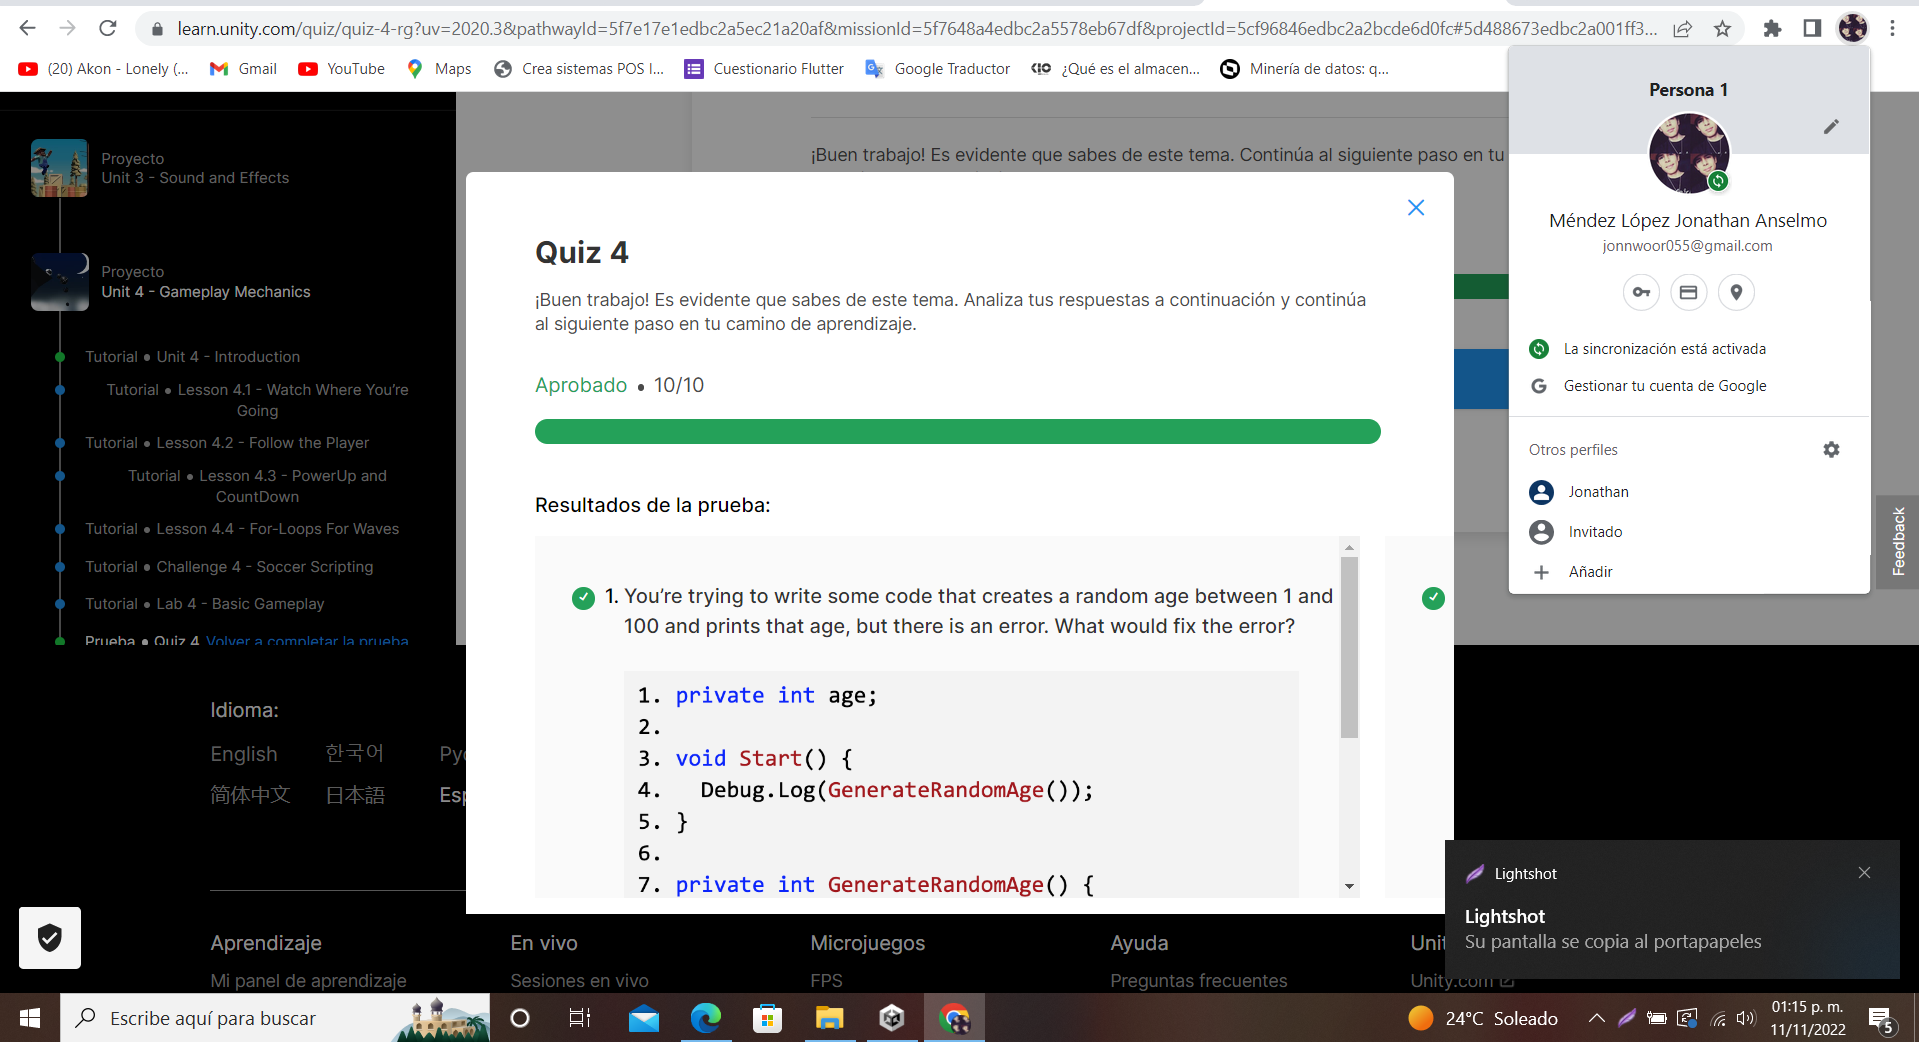 learn.unity.com/quiz/quiz-4-rg?uv=2020.3&pathwayId=5f7e17e1edbc2a5ec21a20af&missionId=5f7648a4edbc2a5578eb67df&projectId=5cf96846edbc2a2bcde6d0fc#5d488673edbc2a001ff3...
(20) Akon - Lonely (... Gmail YouTube Maps Crea sistemas POS I... Cuestionario Flutter Google Traductor ¿Qué es el almacen... Minería de datos: q...
Proyecto
Unit 3 - Sound and Effects
Proyecto
Unit 4 - Gameplay Mechanics
Tutorial • Unit 4 - Introduction
Tutorial • Lesson 4.1 - Watch Where You're
Going
Tutorial • Lesson 4.2 - Follow the Player
Tutorial • Lesson 4.3 - PowerUp and
CountDown
Tutorial • Lesson 4.4 - For-Loops For Waves
Tutorial • Challenge 4 - Soccer Scripting
Tutorial • Lab 4 - Basic Gameplay
Prueba • Quiz 4 Volver a completar la prueba
¡Buen trabajo! Es evidente que sabes de este tema. Continúa al siguiente paso en tu
Quiz 4
¡Buen trabajo! Es evidente que sabes de este tema. Analiza tus respuestas a continuación y continúa
al siguiente paso en tu camino de aprendizaje.
Aprobado • 10/10
Resultados de la prueba:
1. You're trying to write some code that creates a random age between 1 and
100 and prints that age, but there is an error. What would fix the error?
1. private int age;
2.
3. void Start() {
4. Debug.Log(GenerateRandomAge());
5. }
6.
7. private int GenerateRandomAge() {
Persona 1
Méndez López Jonathan Anselmo
jonnwoor055@gmail.com
La sincronización está activada
G Gestionar tu cuenta de Google
Otros perfiles
Jonathan
Invitado
+ Añadir
Feedback
Idioma:
English 한국어 Рус
简体中文 日本語 Esp
Aprendizaje En vivo Microjuegos Ayuda Unit
Mi panel de aprendizaje Sesiones en vivo FPS Preguntas frecuentes Unity.com
Lightshot
Lightshot
Su pantalla se copia al portapapeles
Escribe aquí para buscar
24°C Soleado
01:15 p. m.
11/11/2022
5